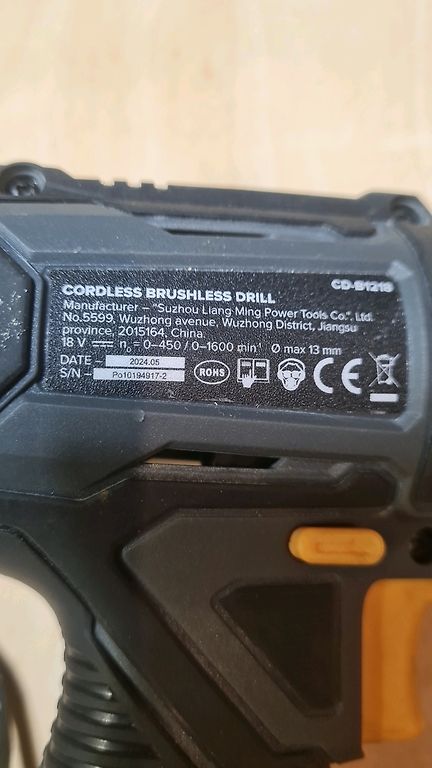 CD-B1218
CORDLESS BRUSHLESS DRILL
Manufacturer – "Suzhou Liang Ming Power Tools Co.". Ltd.
No.5599, Wuzhong avenue, Wuzhong District, Jiangsu
province, 2015164, China.
18 V ⎓ n₀ = 0–450 / 0–1600 min⁻¹ Ø max 13 mm
DATE – 2024.05
S/N – Po10194917-2
ROHS
CE